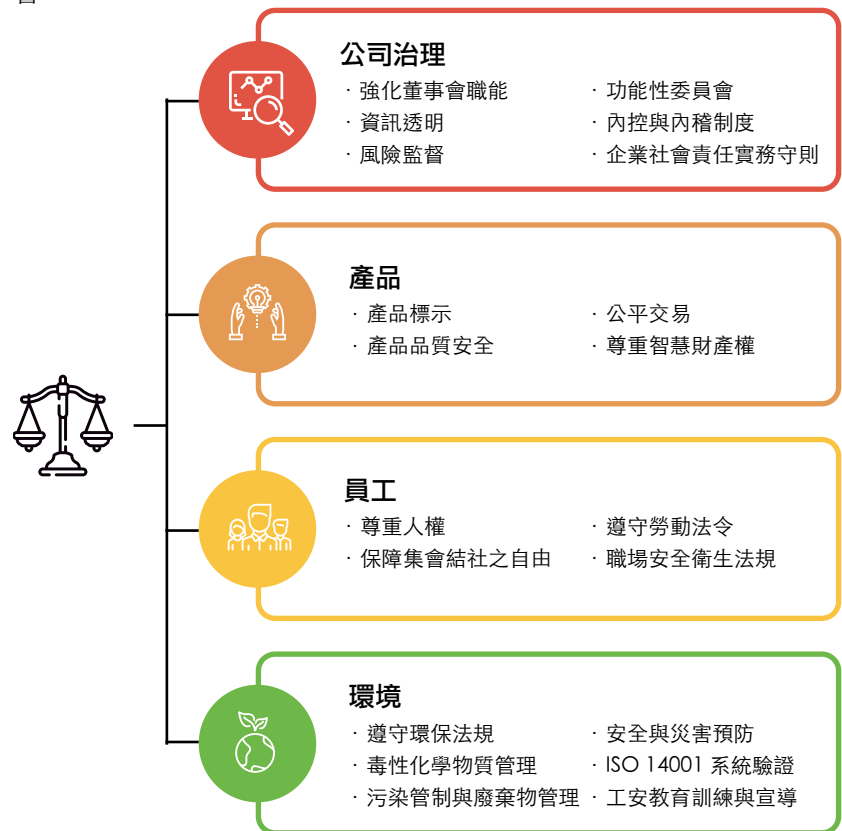 公司治理
· 強化董事會職能
· 功能性委員會
· 資訊透明
· 內控與內稽制度
· 風險監督
· 企業社會責任實務守則
產品
· 產品標示
· 公平交易
· 產品品質安全
· 尊重智慧財產權
員工
· 尊重人權
· 遵守勞動法令
· 保障集會結社之自由
· 職場安全衛生法規
環境
· 遵守環保法規
· 安全與災害預防
· 毒性化學物質管理
· ISO 14001 系統驗證
· 污染管制與廢棄物管理
· 工安教育訓練與宣導